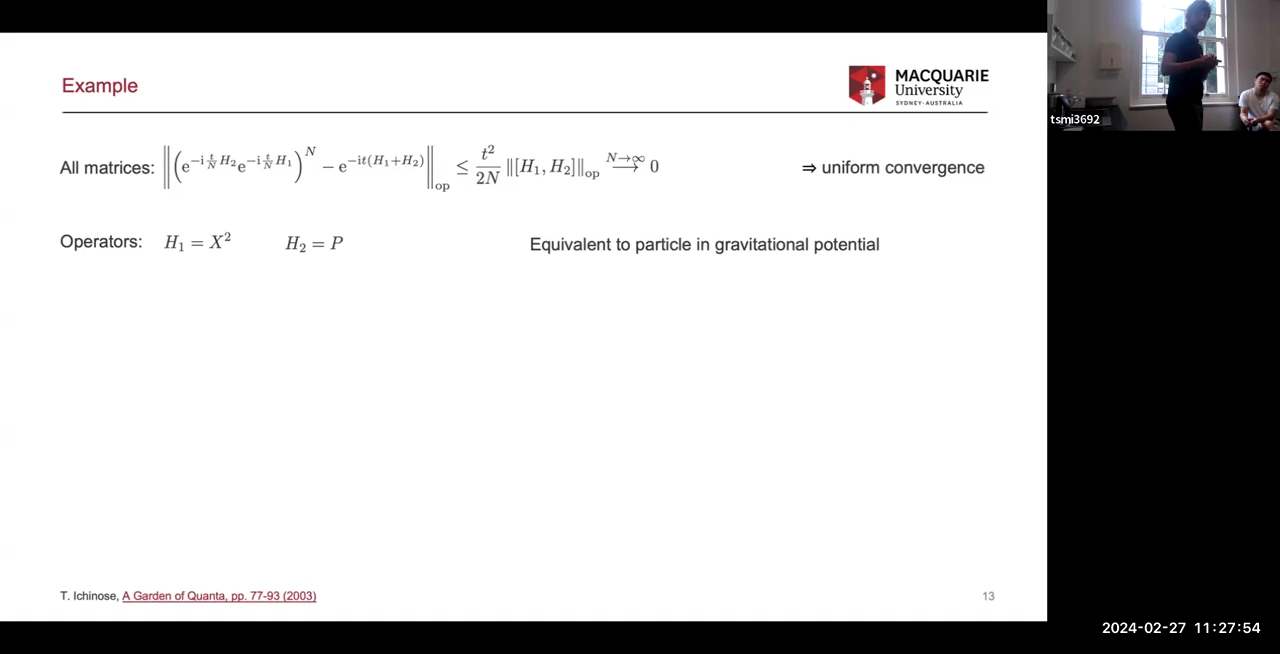 Example
MACQUARIE
University
SYDNEY·AUSTRALIA
tsmi3692
All matrices: ‖(e^{-i t/N H₂} e^{-i t/N H₁})^N − e^{-it(H₁+H₂)}‖_op ≤ t²/2N ‖[H₁, H₂]‖_op →^{N→∞} 0 ⇒ uniform convergence
Operators: H₁ = X² H₂ = P Equivalent to particle in gravitational potential
T. Ichinose, A Garden of Quanta, pp. 77-93 (2003)
13
2024-02-27 11:27:54